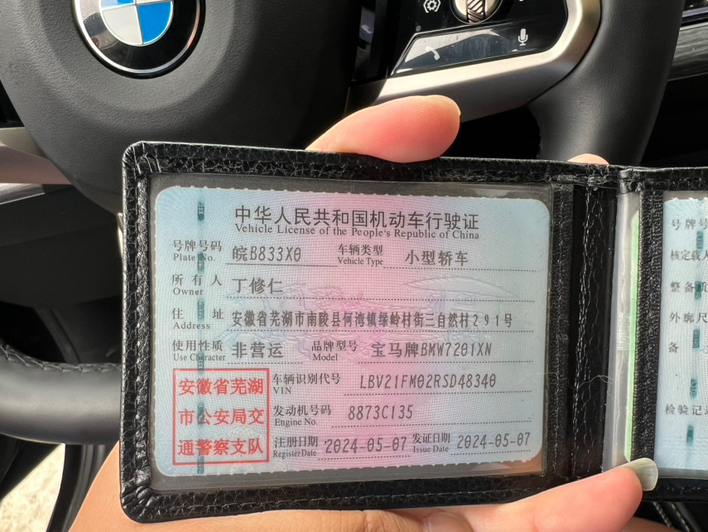 中华人民共和国机动车行驶证
Vehicle License of the People's Republic of China
号牌号码 皖B833X0 车辆类型 小型轿车
Plate No. Vehicle Type
所有人 丁修仁
Owner
住址 安徽省芜湖市南陵县何湾镇绿岭村街三自然村291号
Address
使用性质 非营运 品牌型号 宝马牌BMW7201XN
Use Character Model
安徽省芜湖
市公安局交
通警察支队
车辆识别代号 LBV21FM02RSD48340
VIN
发动机号码 8873C135
Engine No.
注册日期 2024-05-07 发证日期 2024-05-07
Register Date Issue Date
号牌号
核定载人
整备质
外廓尺
备
检验记录